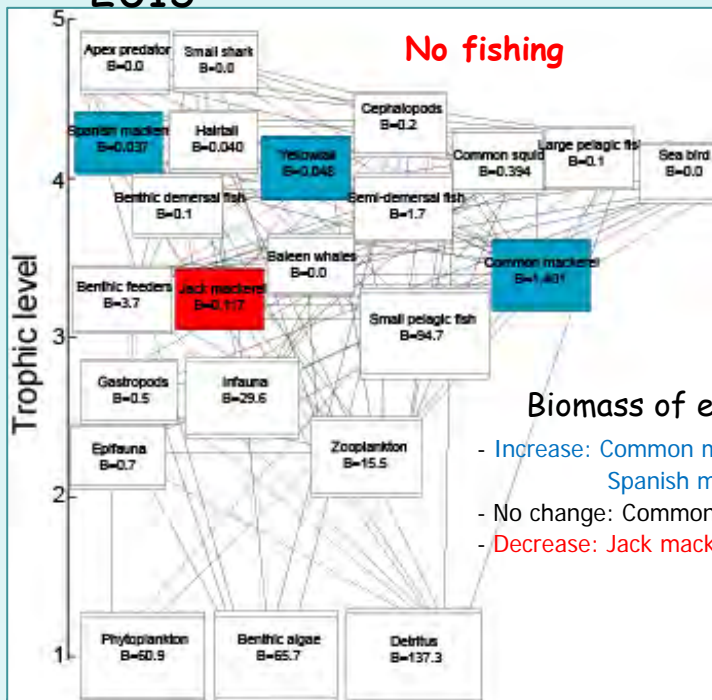 2018
No fishing
5
Apex predator
B=0.0
Small shark
B=0.0
Cephalopods
B=0.2
Spanish macker
B=0.037
Hairtail
B=0.040
Yellowtail
B=0.048
Common squid
B=0.394
Large pelagic fis
B=0.1
Sea bird
B=0.0
4
Benthic demersal fish
B=0.1
Semi-demersal fish
B=1.7
Baleen whales
B=0.0
Common mackerel
B=1.401
Benthic feeders
B=3.7
Jack mackerel
B=0.117
Small pelagic fish
B=94.7
3
Trophic level
Gastropods
B=0.5
Infauna
B=29.6
Biomass of e
Epifauna
B=0.7
Zooplankton
B=15.5
- Increase: Common m
Spanish m
- No change: Common
- Decrease: Jack mack
2
Phytoplankton
B=60.9
Benthic algae
B=65.7
Detritus
B=137.3
1